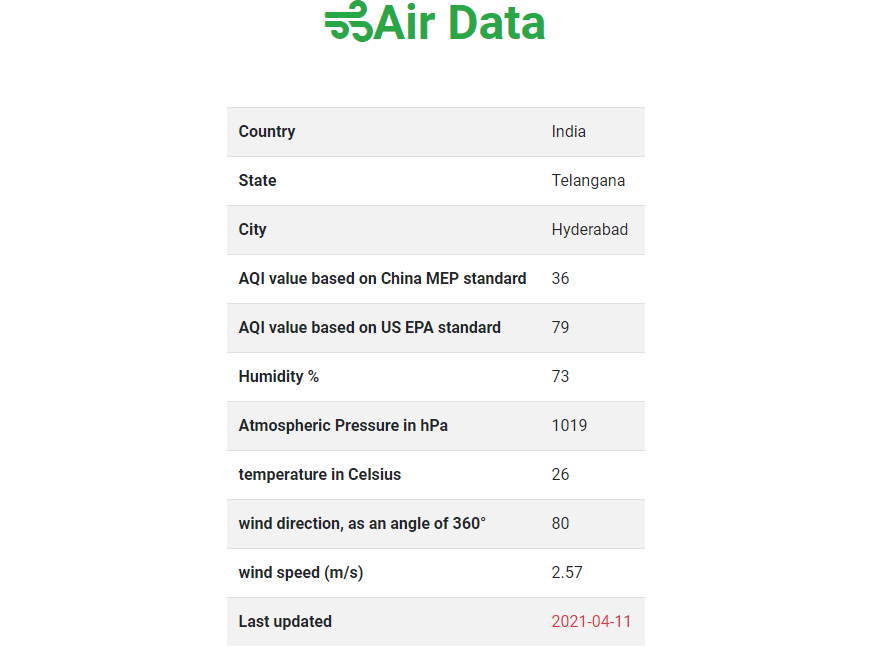 Air Data
Country India
State Telangana
City Hyderabad
AQI value based on China MEP standard 36
AQI value based on US EPA standard 79
Humidity % 73
Atmospheric Pressure in hPa 1019
temperature in Celsius 26
wind direction, as an angle of 360° 80
wind speed (m/s) 2.57
Last updated 2021-04-11